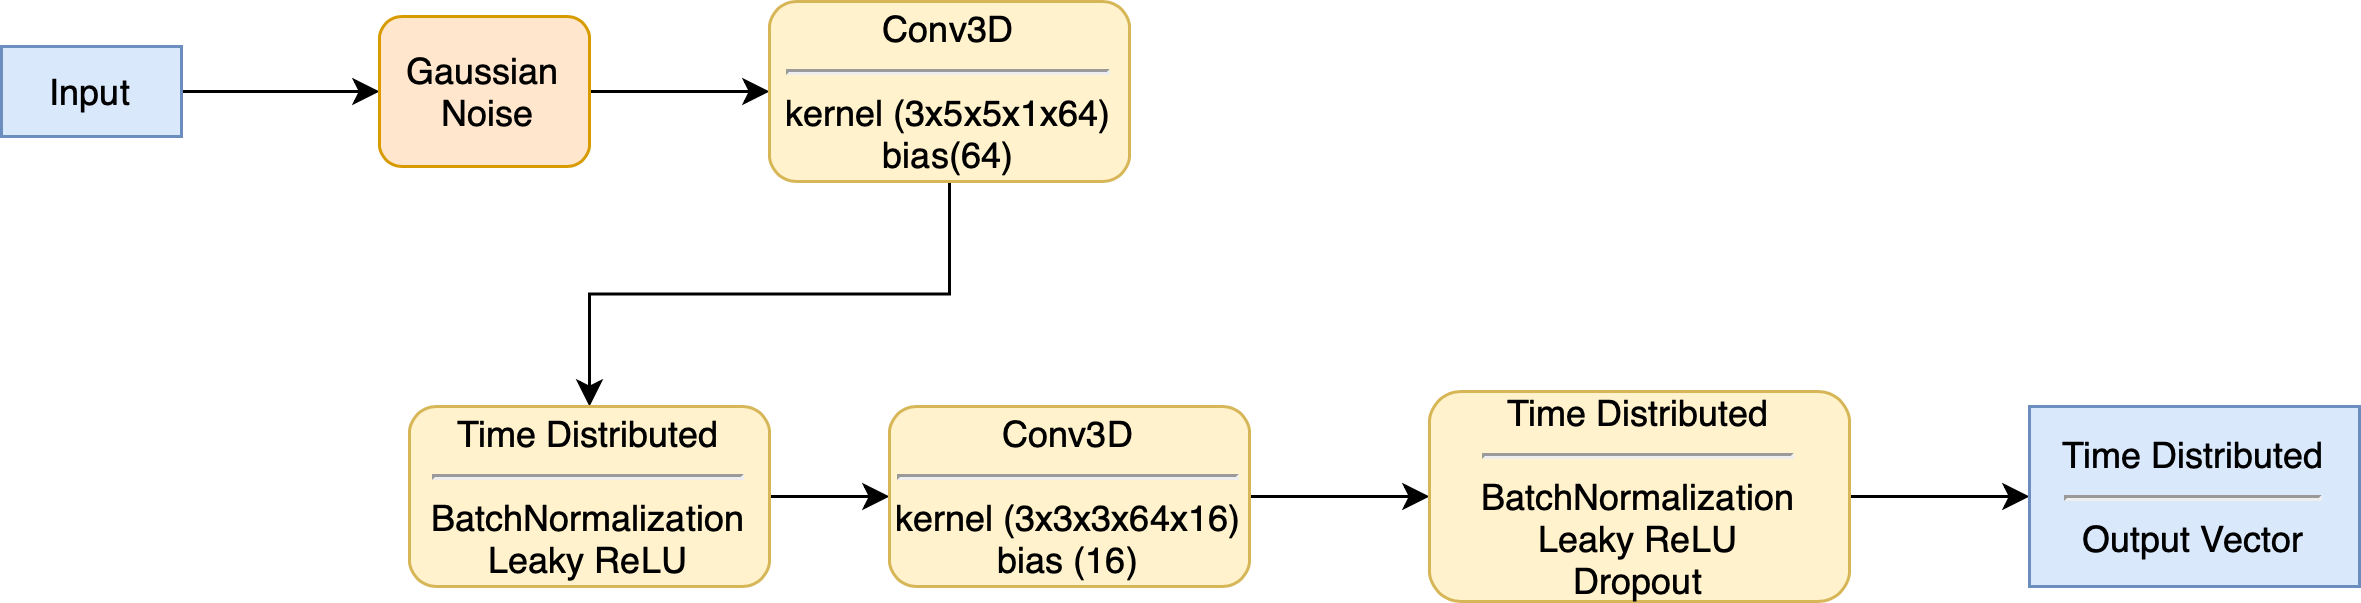 Input
Gaussian
Noise
Conv3D
kernel (3x5x5x1x64)
bias(64)
Time Distributed
BatchNormalization
Leaky ReLU
Conv3D
kernel (3x3x3x64x16)
bias (16)
Time Distributed
BatchNormalization
Leaky ReLU
Dropout
Time Distributed
Output Vector